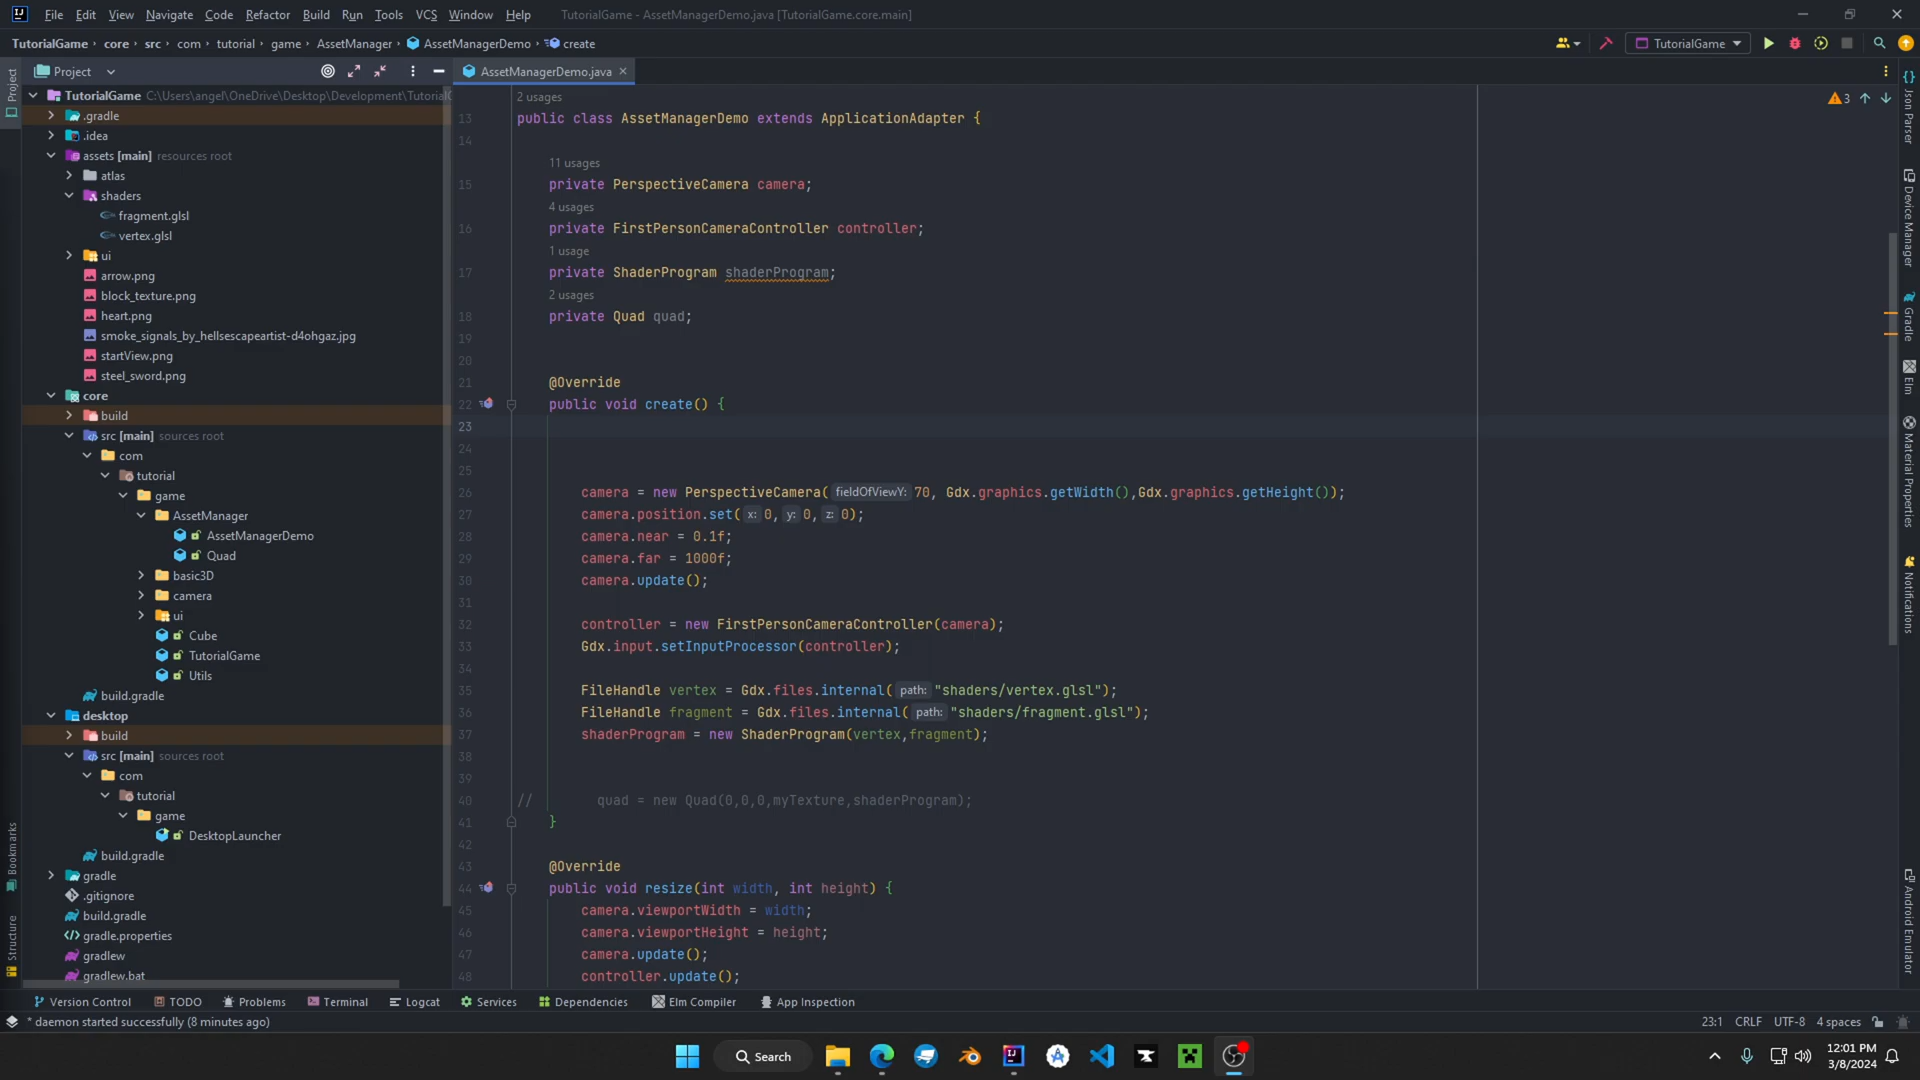 File Edit View Navigate Code Refactor Build Run Tools VCS Window Help TutorialGame - AssetManagerDemo.java [TutorialGame.core.main]
TutorialGame core src com tutorial game AssetManager AssetManagerDemo create TutorialGame
Project
AssetManagerDemo.java
TutorialGame C:\Users\angel\OneDrive\Desktop\Development\Tutorial
.gradle
.idea
assets [main] resources root
atlas
shaders
fragment.glsl
vertex.glsl
ui
arrow.png
block_texture.png
heart.png
smoke_signals_by_hellsescapeartist-d4ohgaz.jpg
startView.png
steel_sword.png
core
build
src [main] sources root
com
tutorial
game
AssetManager
AssetManagerDemo
Quad
basic3D
camera
ui
Cube
TutorialGame
Utils
build.gradle
desktop
build
src [main] sources root
com
tutorial
game
DesktopLauncher
build.gradle
gradle
.gitignore
build.gradle
gradle.properties
gradlew
gradlew.bat
2 usages
13 public class AssetManagerDemo extends ApplicationAdapter {
14
11 usages
15 private PerspectiveCamera camera;
4 usages
16 private FirstPersonCameraController controller;
1 usage
17 private ShaderProgram shaderProgram;
2 usages
18 private Quad quad;
19
20
21 @Override
22 public void create() {
23
24
25
26 camera = new PerspectiveCamera( fieldOfViewY: 70, Gdx.graphics.getWidth(),Gdx.graphics.getHeight());
27 camera.position.set( x: 0, y: 0, z: 0);
28 camera.near = 0.1f;
29 camera.far = 1000f;
30 camera.update();
31
32 controller = new FirstPersonCameraController(camera);
33 Gdx.input.setInputProcessor(controller);
34
35 FileHandle vertex = Gdx.files.internal( path: "shaders/vertex.glsl");
36 FileHandle fragment = Gdx.files.internal( path: "shaders/fragment.glsl");
37 shaderProgram = new ShaderProgram(vertex,fragment);
38
39
40 // quad = new Quad(0,0,0,myTexture,shaderProgram);
41 }
42
43 @Override
44 public void resize(int width, int height) {
45 camera.viewportWidth = width;
46 camera.viewportHeight = height;
47 camera.update();
48 controller.update();
3
Project
Bookmarks
Structure
Json Parser
Device Manager
Gradle
Elm
Material Properties
Notifications
Android Emulator
Version Control TODO Problems Terminal Logcat Services Dependencies Elm Compiler App Inspection
* daemon started successfully (8 minutes ago) 23:1 CRLF UTF-8 4 spaces
Search
12:01 PM
3/8/2024